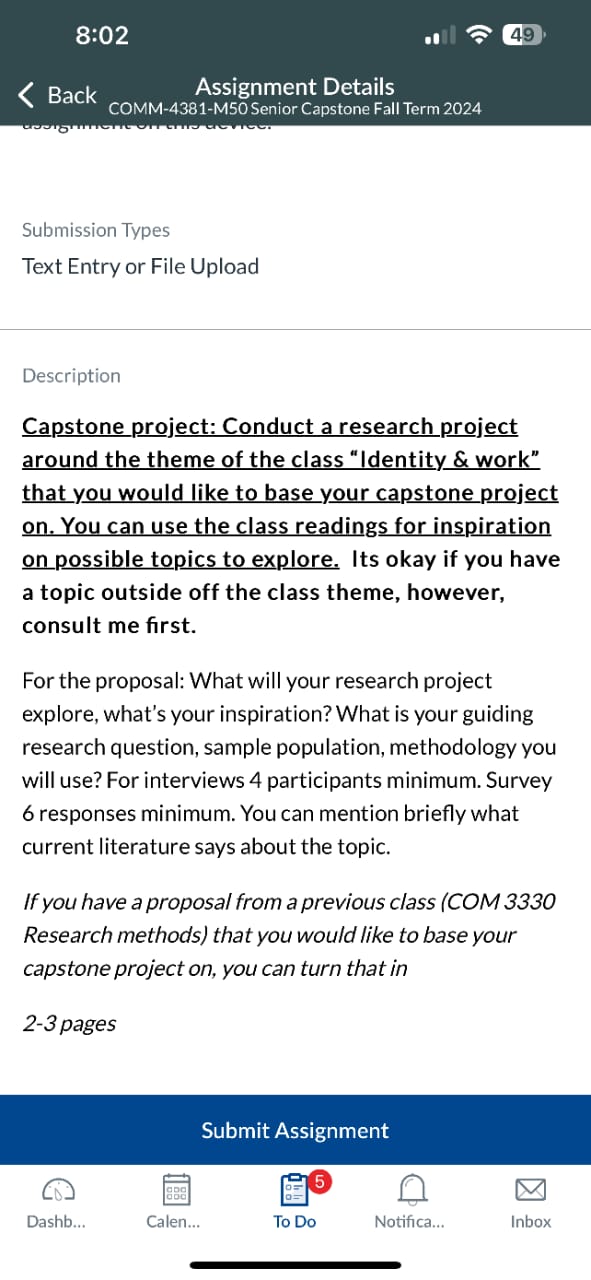 8:02
49
Back
Assignment Details
COMM-4381-M50 Senior Capstone Fall Term 2024
assignment on this device.
Submission Types
Text Entry or File Upload
Description
Capstone project: Conduct a research project
around the theme of the class “Identity & work”
that you would like to base your capstone project
on. You can use the class readings for inspiration
on possible topics to explore. Its okay if you have
a topic outside off the class theme, however,
consult me first.
For the proposal: What will your research project
explore, what’s your inspiration? What is your guiding
research question, sample population, methodology you
will use? For interviews 4 participants minimum. Survey
6 responses minimum. You can mention briefly what
current literature says about the topic.
If you have a proposal from a previous class (COM 3330
Research methods) that you would like to base your
capstone project on, you can turn that in
2-3 pages
Submit Assignment
5
Dashb...
Calen...
To Do
Notifica...
Inbox